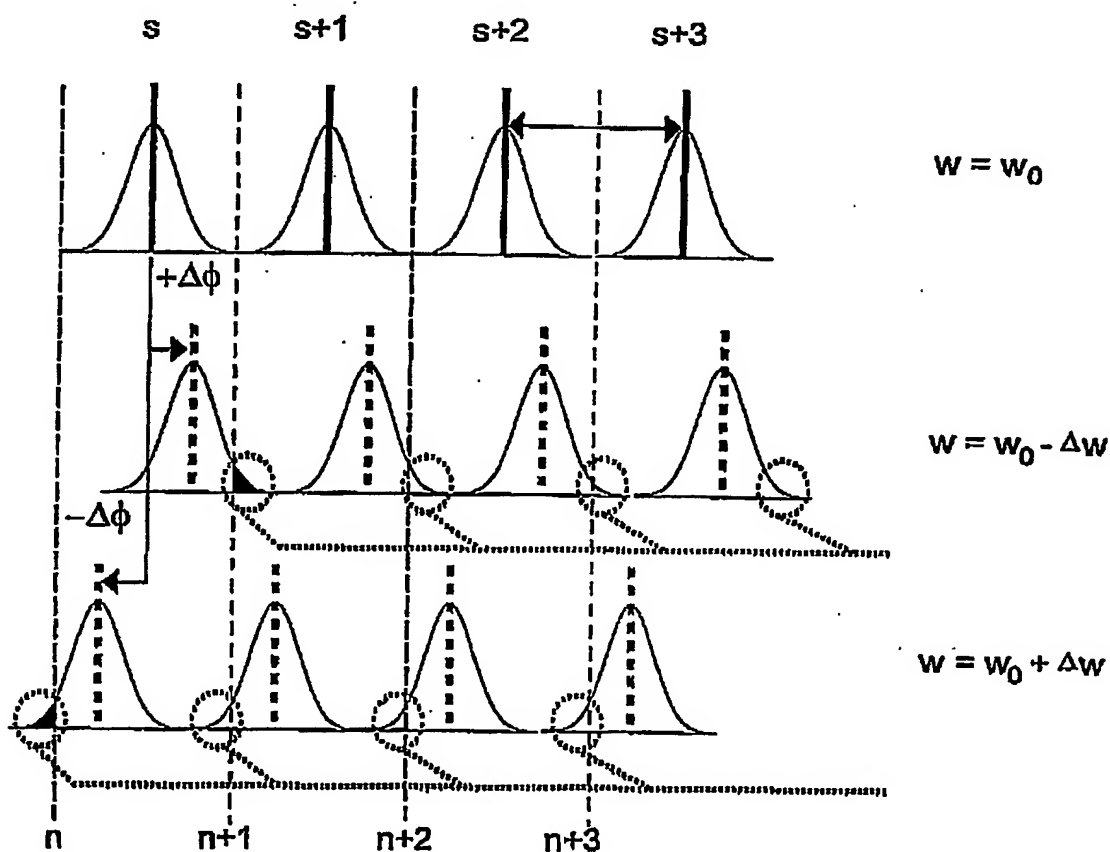 s s+1 s+2 s+3
w = w₀
+Δϕ
w = w₀ - Δw
-Δϕ
w = w₀ + Δw
n n+1 n+2 n+3